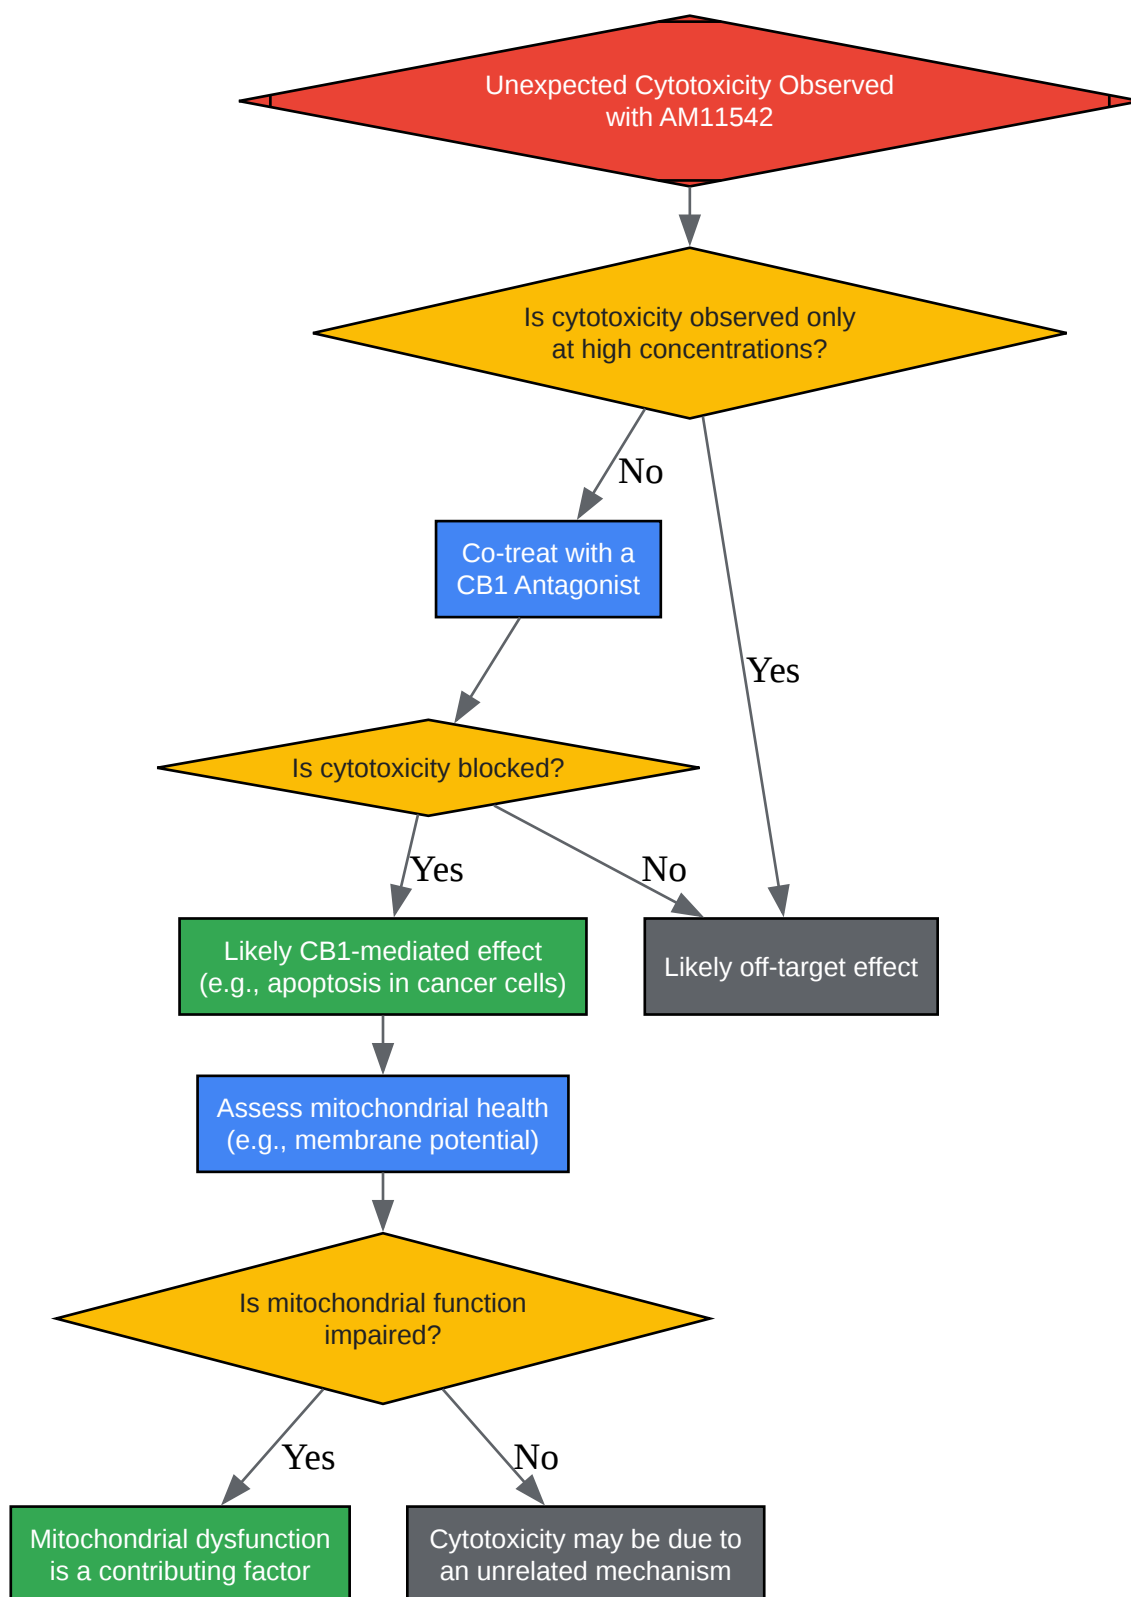 Unexpected Cytotoxicity Observed
with AM11542
Is cytotoxicity observed only
at high concentrations?
No
Co-treat with a
CB1 Antagonist
Yes
Is cytotoxicity blocked?
Yes
No
Likely CB1-mediated effect
(e.g., apoptosis in cancer cells)
Likely off-target effect
Assess mitochondrial health
(e.g., membrane potential)
Is mitochondrial function
impaired?
Yes
No
Mitochondrial dysfunction
is a contributing factor
Cytotoxicity may be due to
an unrelated mechanism